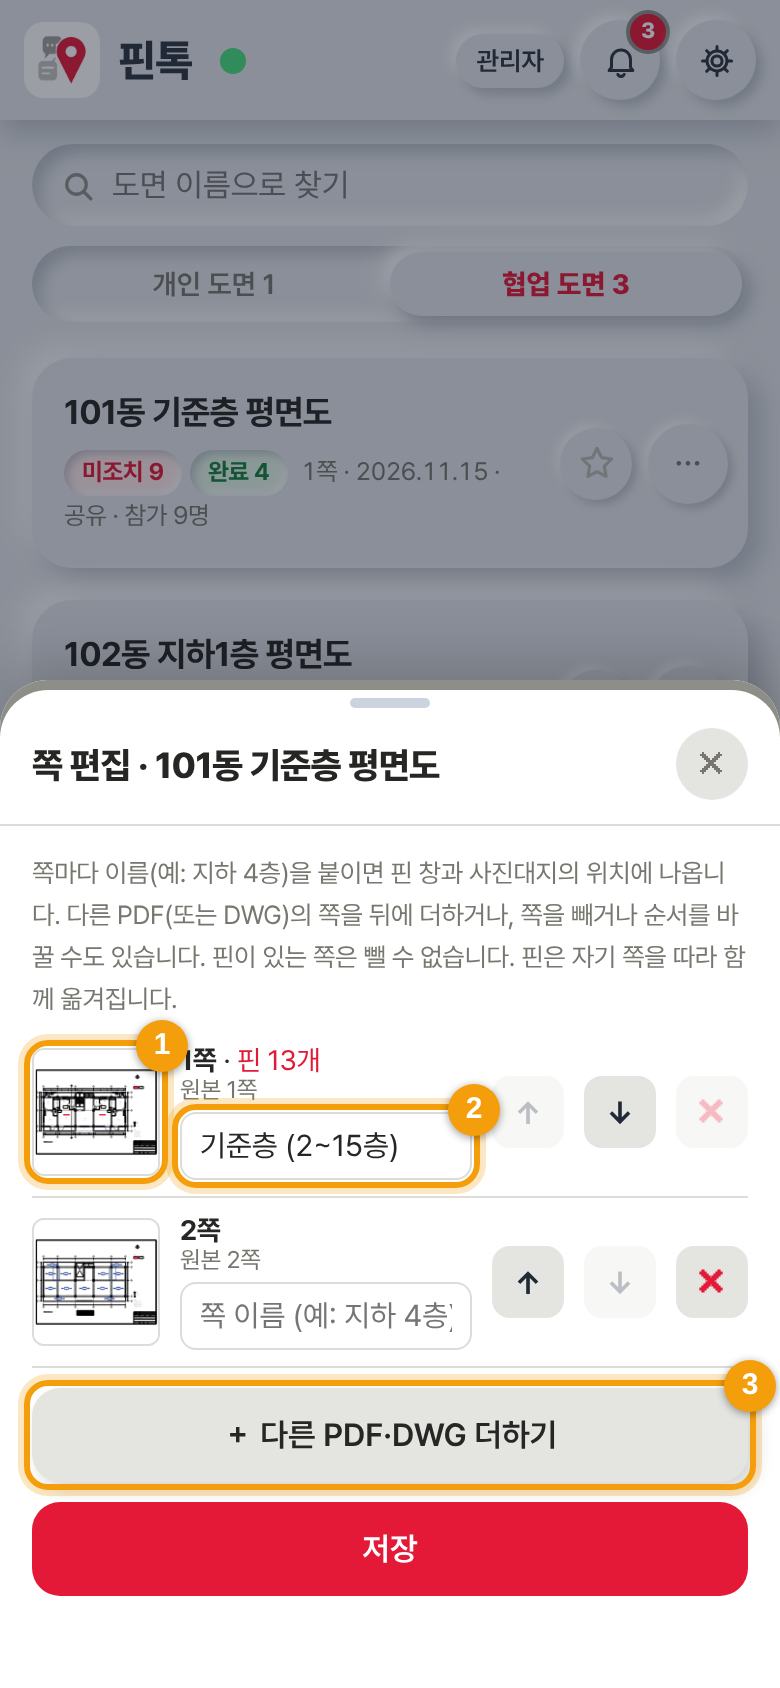 핀톡
관리자
3
도면 이름으로 찾기
개인 도면 1
협업 도면 3
101동 기준층 평면도
미조치 9 완료 4 1쪽 · 2026.11.15 ·
공유 · 참가 9명
102동 지하1층 평면도
쪽 편집 · 101동 기준층 평면도
쪽마다 이름(예: 지하 4층)을 붙이면 핀 창과 사진대지의 위치에 나옵니
다. 다른 PDF(또는 DWG)의 쪽을 뒤에 더하거나, 쪽을 빼거나 순서를 바
꿀 수도 있습니다. 핀이 있는 쪽은 뺄 수 없습니다. 핀은 자기 쪽을 따라 함
께 옮겨집니다.
1
1쪽 · 핀 13개
원본 1쪽
2
기준층 (2~15층)
2쪽
원본 2쪽
쪽 이름 (예: 지하 4층)
3
+ 다른 PDF·DWG 더하기
저장